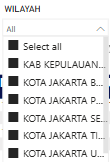 WILAYAH
All
Select all
KAB KEPULAUAN...
KOTA JAKARTA B...
KOTA JAKARTA P...
KOTA JAKARTA SE...
KOTA JAKARTA TI...
KOTA JAKARTA U...